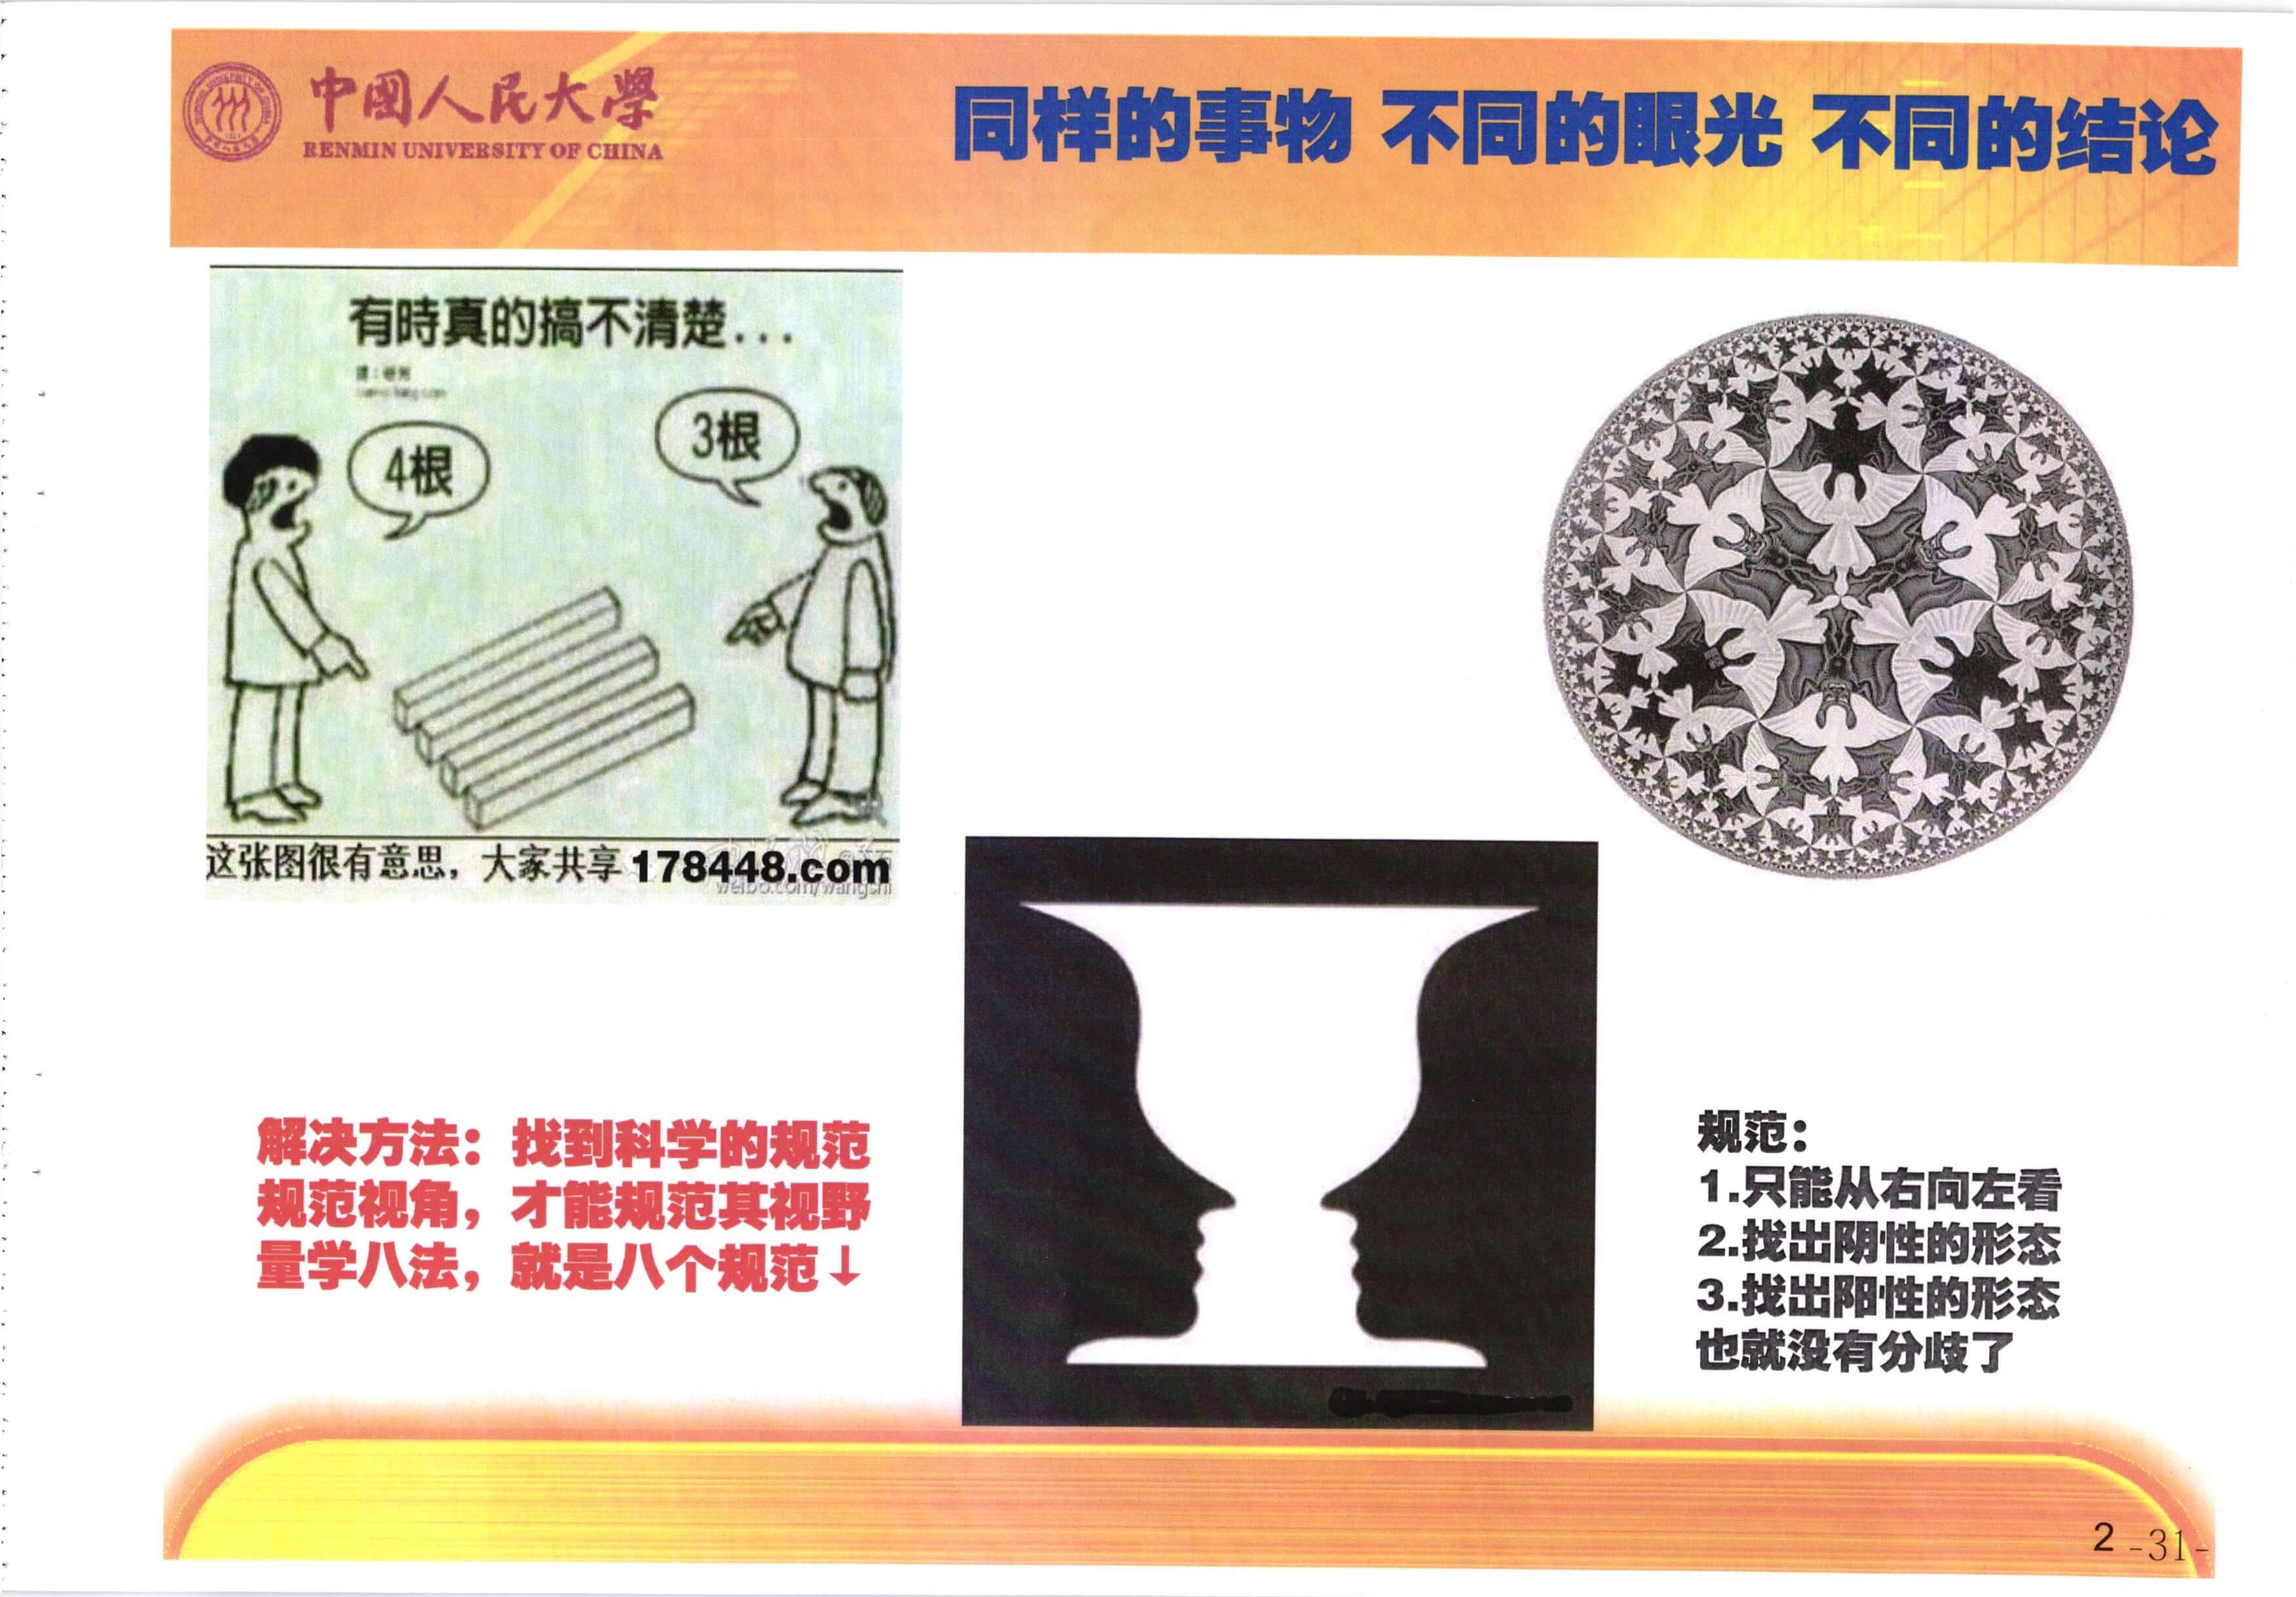 中国人民大學
RENMIN UNIVERSITY OF CHINA
同样的事物 不同的眼光 不同的结论
有時真的搞不清楚...
4根
3根
这张图很有意思，大家共享 178448.com
weibo.com/wangshi
解决方法：找到科学的规范
规范视角，才能规范其视野
量学八法，就是八个规范↓
规范：
1.只能从右向左看
2.找出阴性的形态
3.找出阳性的形态
也就没有分歧了
2 -31-